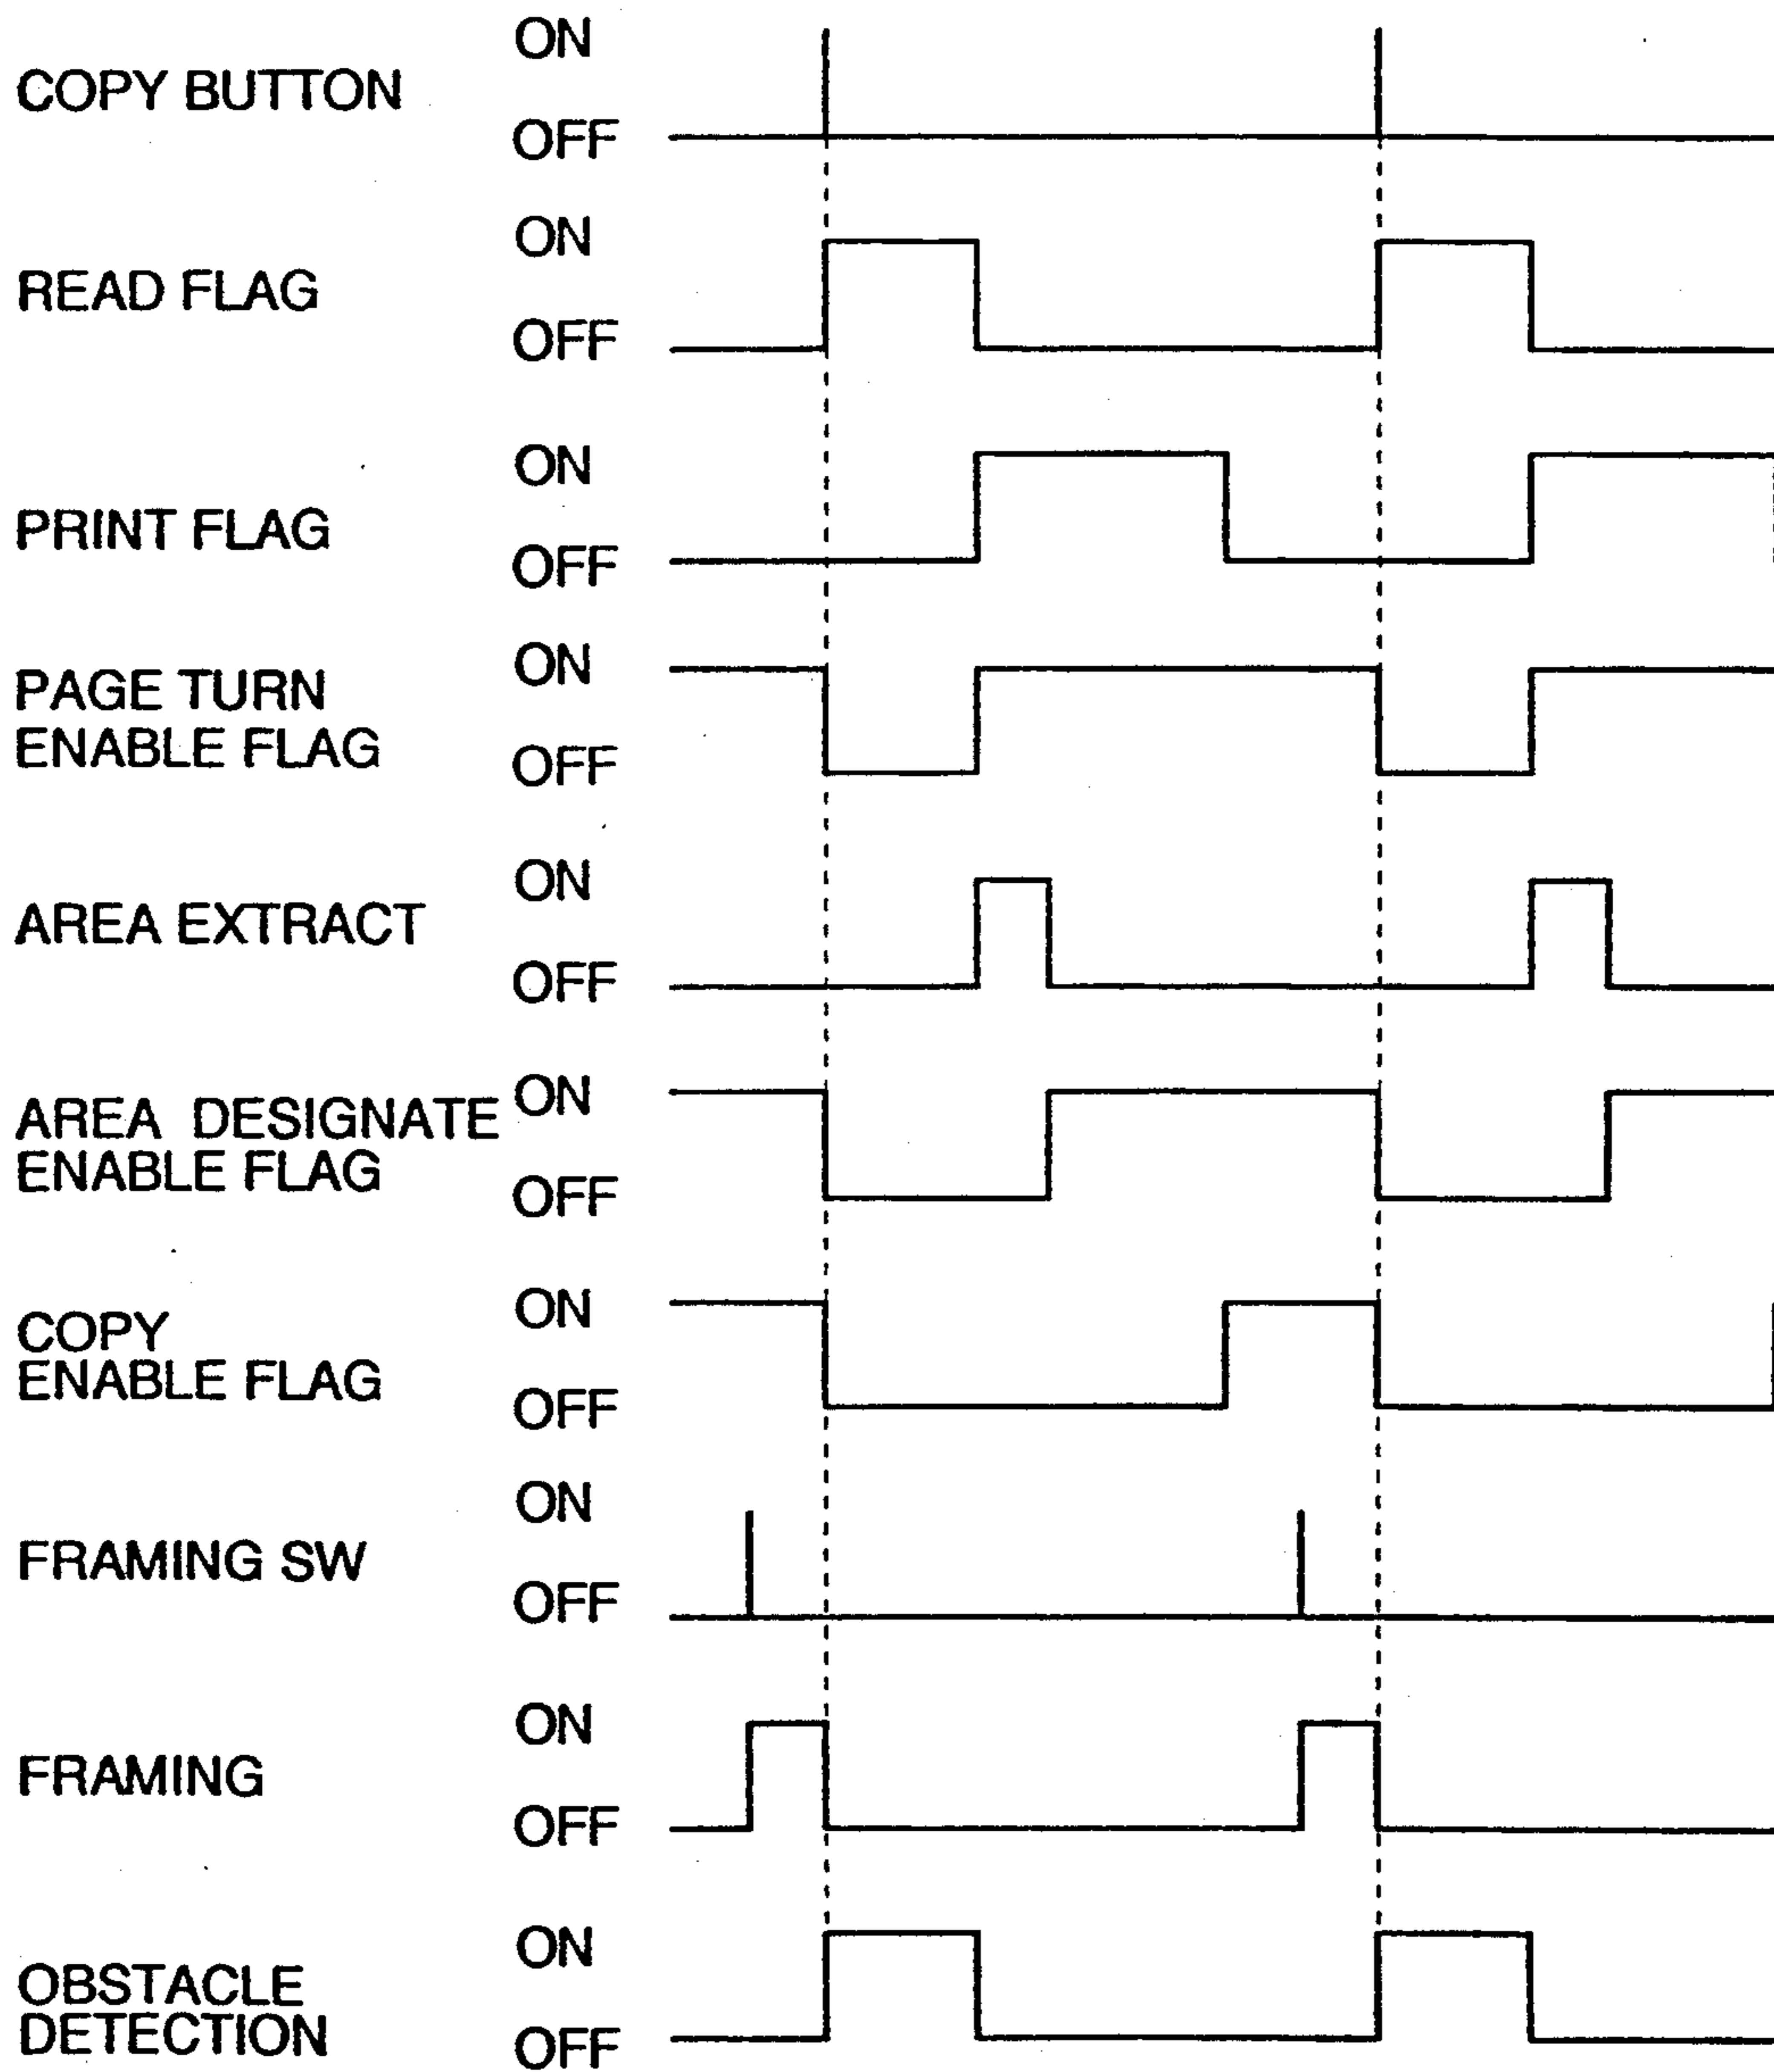 ON
COPY BUTTON
OFF
ON
READ FLAG
OFF
ON
PRINT FLAG
OFF
ON
PAGE TURN
ENABLE FLAG
OFF
ON
AREA EXTRACT
OFF
ON
AREA DESIGNATE
ENABLE FLAG
OFF
ON
COPY
ENABLE FLAG
OFF
ON
FRAMING SW
OFF
ON
FRAMING
OFF
ON
OBSTACLE
DETECTION
OFF